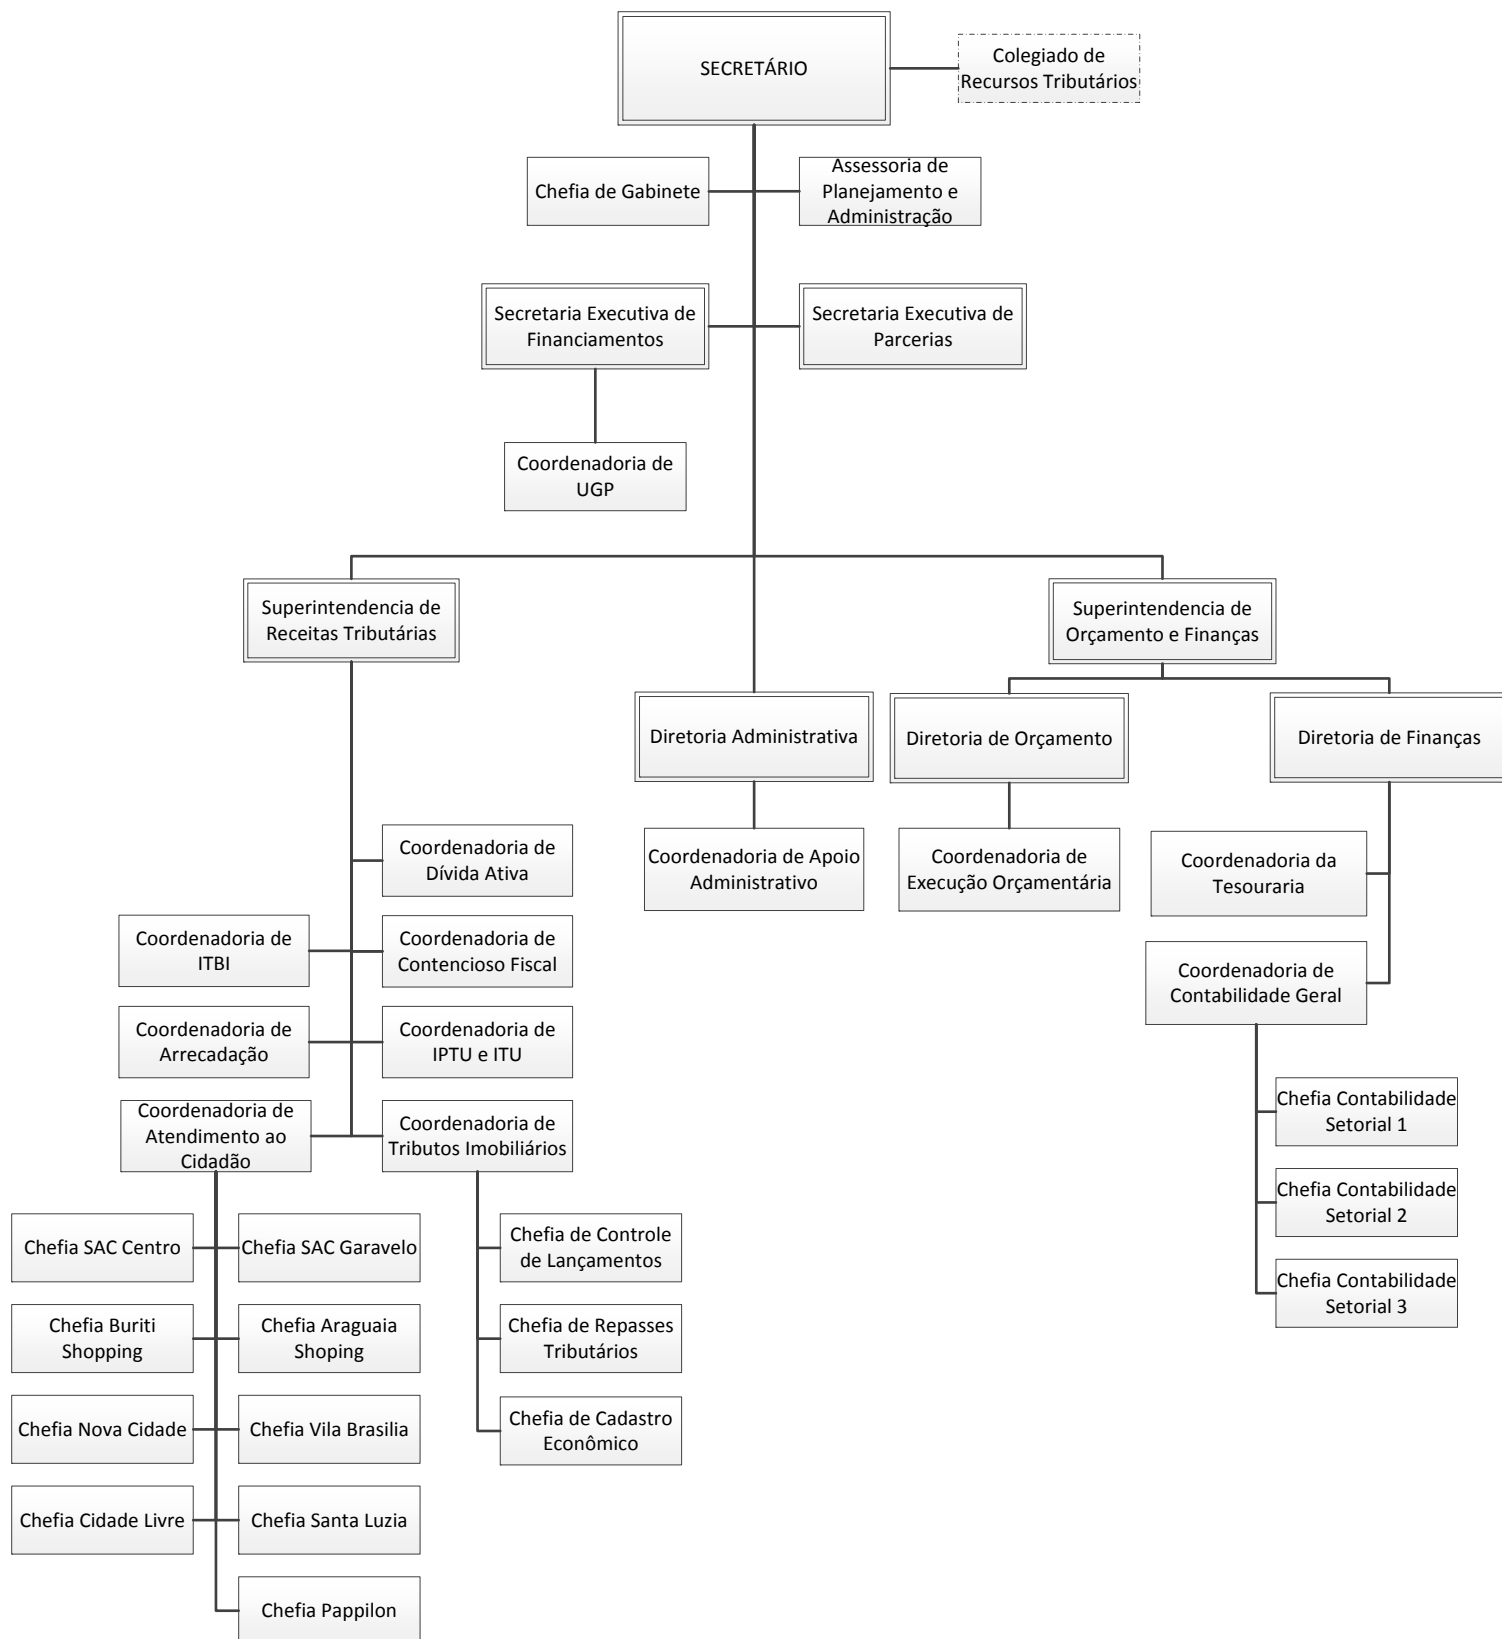 SECRETÁRIO
Colegiado de
Recursos Tributários
Chefia de Gabinete
Assessoria de
Planejamento e
Administração
Secretaria Executiva de
Financiamentos
Secretaria Executiva de
Parcerias
Coordenadoria de
UGP
Superintendencia de
Receitas Tributárias
Superintendencia de
Orçamento e Finanças
Diretoria Administrativa
Diretoria de Orçamento
Diretoria de Finanças
Coordenadoria de
Dívida Ativa
Coordenadoria de Apoio
Administrativo
Coordenadoria de
Execução Orçamentária
Coordenadoria da
Tesouraria
Coordenadoria de
ITBI
Coordenadoria de
Contencioso Fiscal
Coordenadoria de
Contabilidade Geral
Coordenadoria de
Arrecadação
Coordenadoria de
IPTU e ITU
Coordenadoria de
Atendimento ao
Cidadão
Coordenadoria de
Tributos Imobiliários
Chefia Contabilidade
Setorial 1
Chefia Contabilidade
Setorial 2
Chefia Contabilidade
Setorial 3
Chefia SAC Centro
Chefia SAC Garavelo
Chefia de Controle
de Lançamentos
Chefia Buriti
Shopping
Chefia Araguaia
Shoping
Chefia de Repasses
Tributários
Chefia Nova Cidade
Chefia Vila Brasilia
Chefia de Cadastro
Econômico
Chefia Cidade Livre
Chefia Santa Luzia
Chefia Pappilon